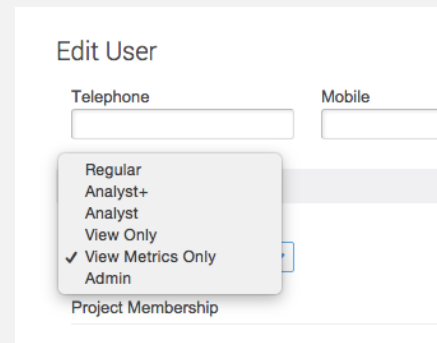 Edit User
Telephone Mobile
Regular
Analyst+
Analyst
View Only
✓ View Metrics Only
Admin
Project Membership